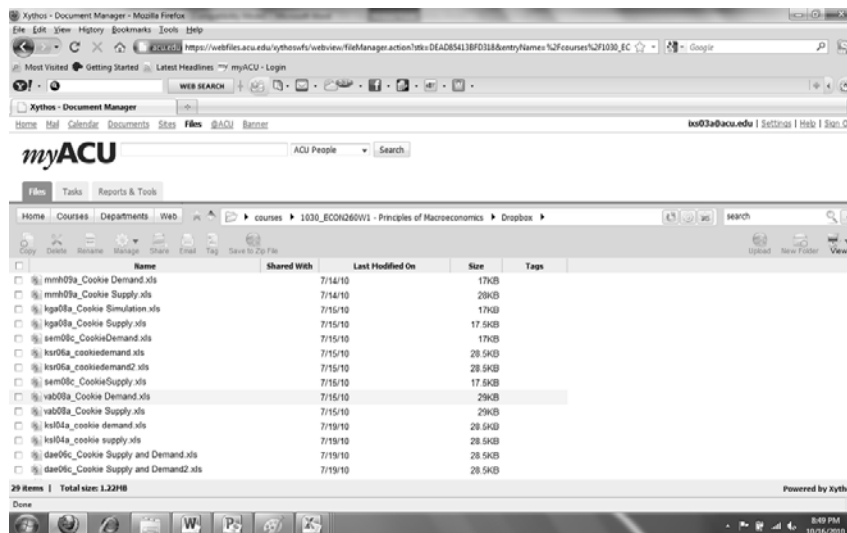 Xythos - Document Manager - Mozilla Firefox
File Edit View History Bookmarks Tools Help
https://webfiles.acu.edu/xythoswfs/webview/fileManager.action?stk=DEAD85413BFD318&entryName=%2Fcourses%2F1030_EC Google
Most Visited Getting Started Latest Headlines myACU - Login
WEB SEARCH
Xythos - Document Manager
Home Mail Calendar Documents Sites Files @ACU Banner ixs03a@acu.edu | Settings | Help | Sign
myACU ACU People Search
Files Tasks Reports & Tools
Home Courses Departments Web courses 1030_ECON260W1 - Principles of Macroeconomics Dropbox search
Copy Delete Rename Manage Share Email Tag Save to Zip File Upload New Folder View
Name Shared With Last Modified On Size Tags
mmh09a_Cookie Demand.xls 7/14/10 17KB
mmh09a_Cookie Supply.xls 7/14/10 28KB
kga08a_Cookie Simulation.xls 7/15/10 17KB
kga08a_Cookie Supply.xls 7/15/10 17.5KB
sem08c_CookieDemand.xls 7/15/10 17KB
ksr06a_cookiedemand.xls 7/15/10 28.5KB
ksr06a_cookiedemand2.xls 7/15/10 28.5KB
sem08c_CookieSupply.xls 7/15/10 17.5KB
vab08a_Cookie Demand.xls 7/15/10 29KB
vab08a_Cookie Supply.xls 7/15/10 29KB
ksl04a_cookie demand.xls 7/19/10 28.5KB
ksl04a_cookie supply.xls 7/19/10 28.5KB
dae06c_Cookie Supply and Demand.xls 7/19/10 28.5KB
dae06c_Cookie Supply and Demand2.xls 7/19/10 28.5KB
29 items | Total size: 1.22MB Powered by Xyth
Done
8:49 PM
10/16/2010